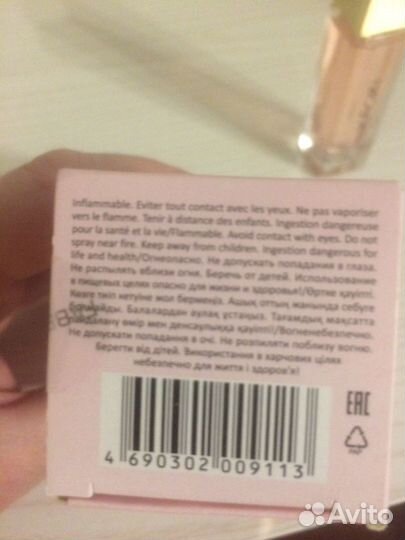 Inflammable. Eviter tout contact avec les yeux. Ne pas vaporiser
vers le flamme. Tenir à distance des enfants. Ingestion dangereuse
pour la santé et la vie/Flammable. Avoid contact with eyes. Do not
spray near fire. Keep away from children. Ingestion dangerous for
life and health/Огнеопасно. Не допускать попадания в глаза.
Не распылять вблизи огня. Беречь от детей. Использование
в пищевых целях опасно для жизни и здоровья!/Өртке қауіпті.
Көзге тиіп кетуіне жол бермеңіз. Ашық оттың жанында себуге
болмайды. Балалардан аулақ ұстаңыз. Тағамдық мақсатта
пайдалану өмір мен денсаулыққа қауіпті!/Вогненебезпечно.
Не допускати попадання в очі. Не розпиляти поблизу вогню.
Берегти від дітей. Використання в харчових цілях
небезпечно для життя і здоров'я!
EAC
PAP
4 690302 009113
Avito